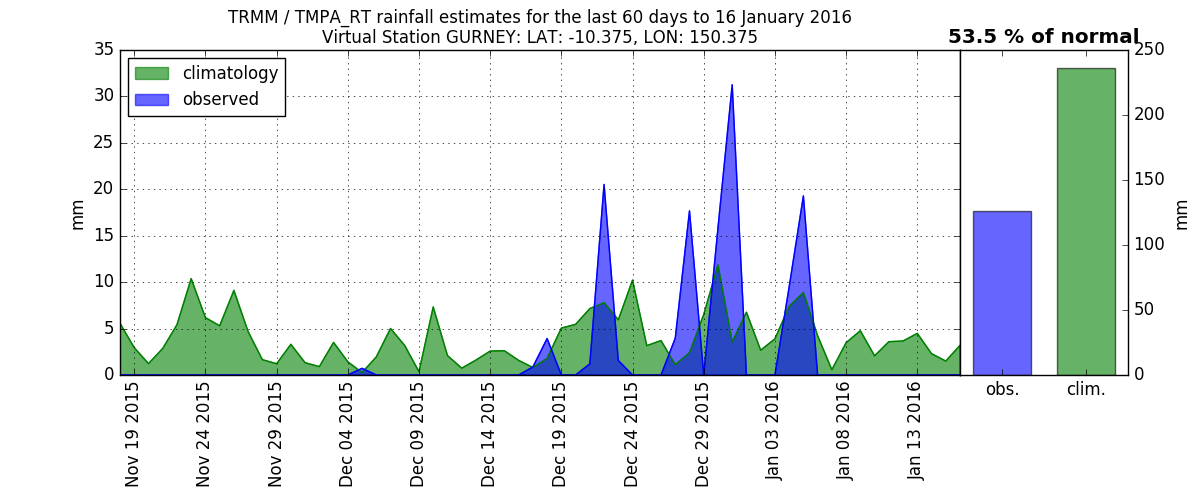 TRMM / TMPA_RT rainfall estimates for the last 60 days to 16 January 2016
Virtual Station GURNEY: LAT: -10.375, LON: 150.375
53.5 % of normal
climatology
observed
mm
35
30
25
20
15
10
5
0
Nov 19 2015
Nov 24 2015
Nov 29 2015
Dec 04 2015
Dec 09 2015
Dec 14 2015
Dec 19 2015
Dec 24 2015
Dec 29 2015
Jan 03 2016
Jan 08 2016
Jan 13 2016
obs.
clim.
250
200
150
100
50
0
mm